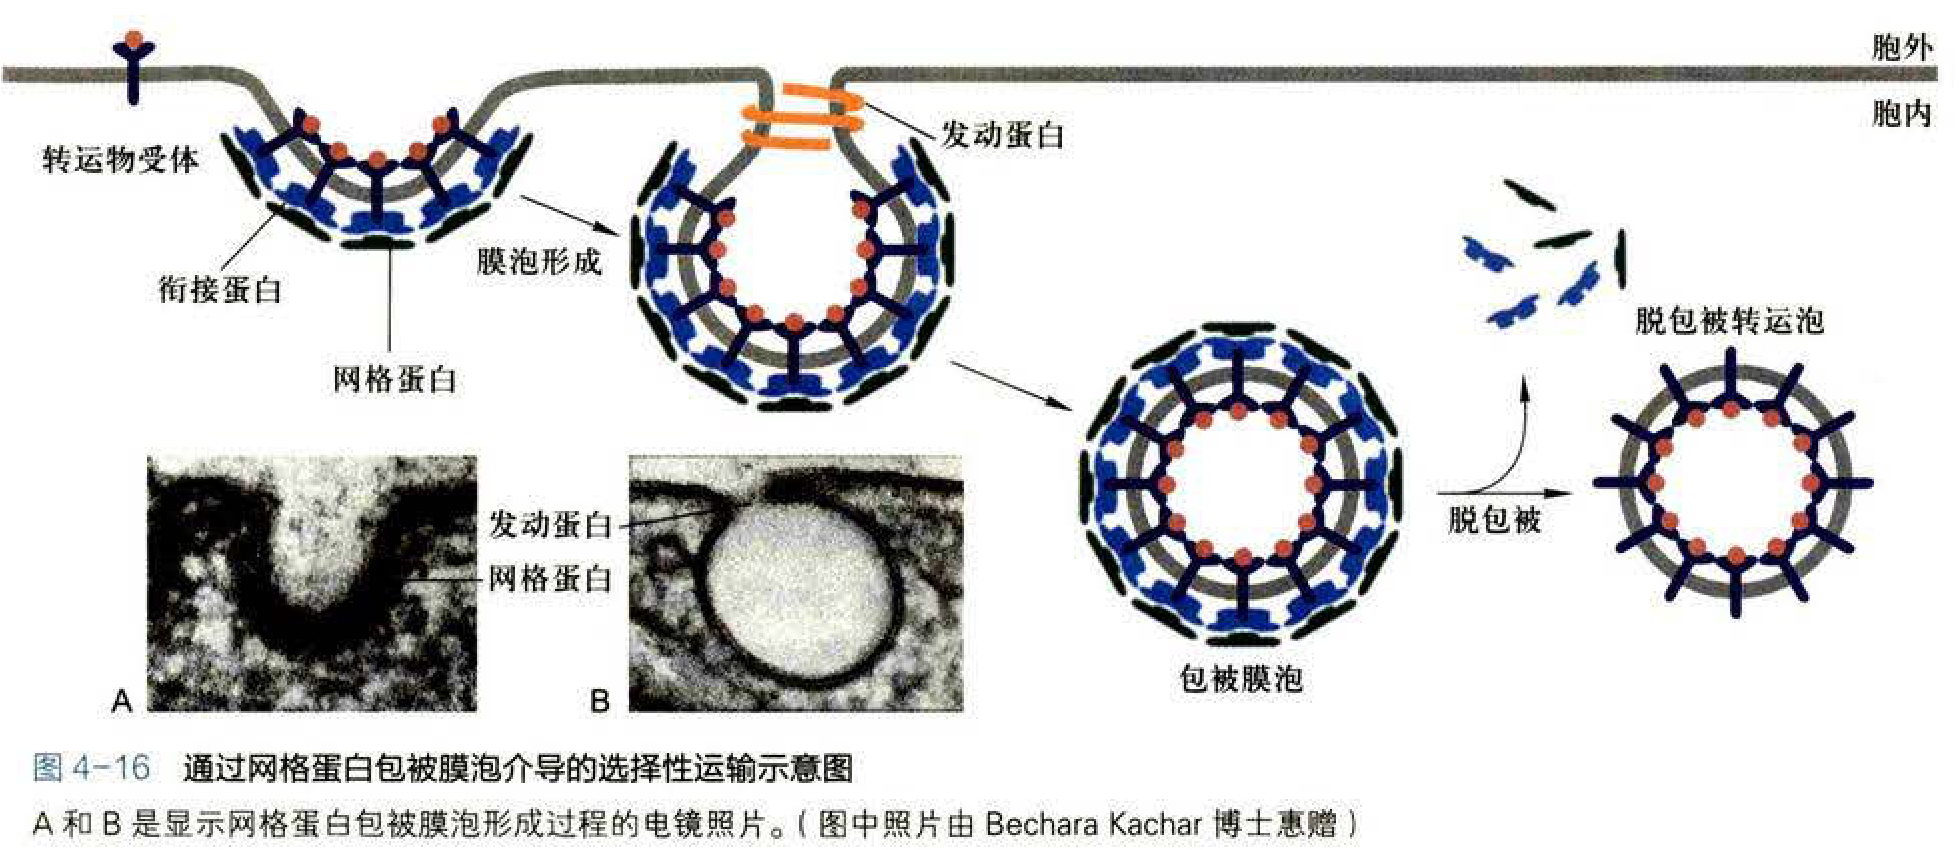 胞外
胞内
发动蛋白
转运物受体
膜泡形成
衔接蛋白
网格蛋白
脱包被转运泡
发动蛋白
网格蛋白
脱包被
包被膜泡
A
B
图 4-16 通过网格蛋白包被膜泡介导的选择性运输示意图
A 和 B 是显示网格蛋白包被膜泡形成过程的电镜照片。(图中照片由 Bechara Kachar 博士惠赠)